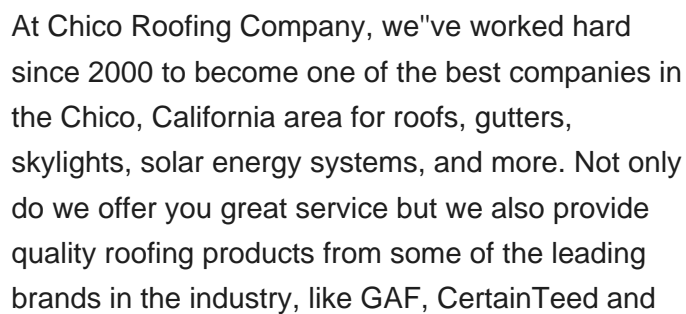 At Chico Roofing Company, we"ve worked hard
since 2000 to become one of the best companies in
the Chico, California area for roofs, gutters,
skylights, solar energy systems, and more. Not only
do we offer you great service but we also provide
quality roofing products from some of the leading
brands in the industry, like GAF, CertainTeed and